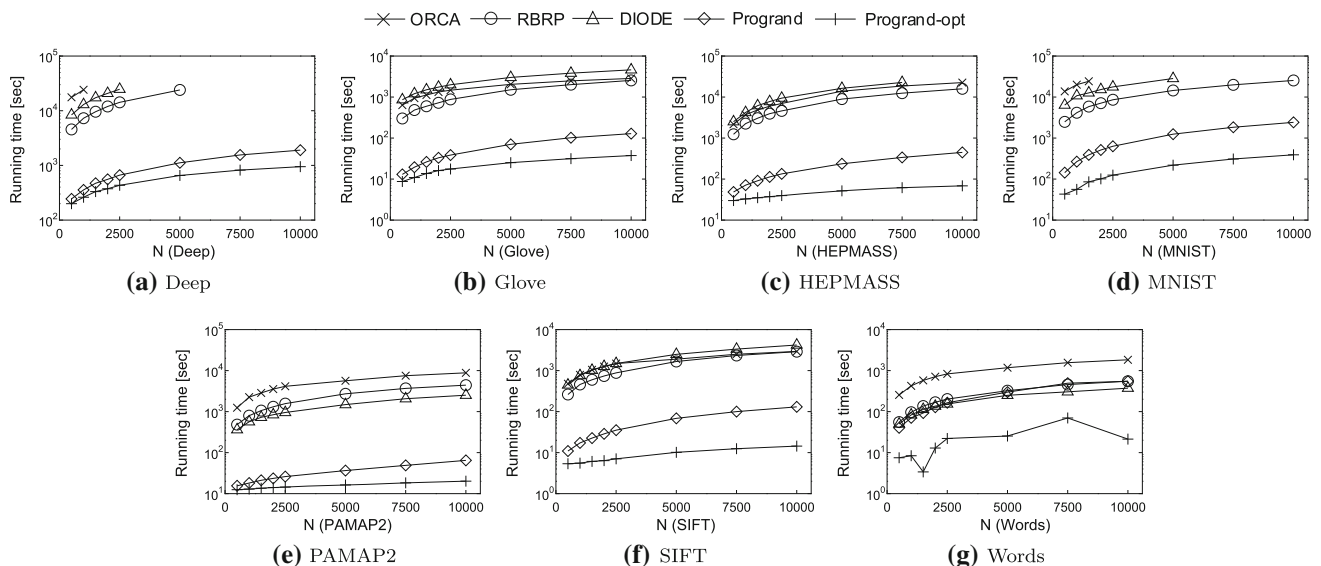 ORCA RBRP DIODE Progrand Prograd-opt
Running time [sec]
10^5
10^4
10^3
10^2
0 2500 5000 7500 10000
N (Deep)
(a) Deep
Running time [sec]
10^4
10^3
10^2
10^1
10^0
0 2500 5000 7500 10000
N (Glove)
(b) Glove
Running time [sec]
10^5
10^4
10^3
10^2
10^1
0 2500 5000 7500 10000
N (HEPMASS)
(c) HEPMASS
Running time [sec]
10^5
10^4
10^3
10^2
10^1
0 2500 5000 7500 10000
N (MNIST)
(d) MNIST
Running time [sec]
10^5
10^4
10^3
10^2
10^1
0 2500 5000 7500 10000
N (PAMAP2)
(e) PAMAP2
Running time [sec]
10^4
10^3
10^2
10^1
10^0
0 2500 5000 7500 10000
N (SIFT)
(f) SIFT
Running time [sec]
10^4
10^3
10^2
10^1
10^0
0 2500 5000 7500 10000
N (Words)
(g) Words